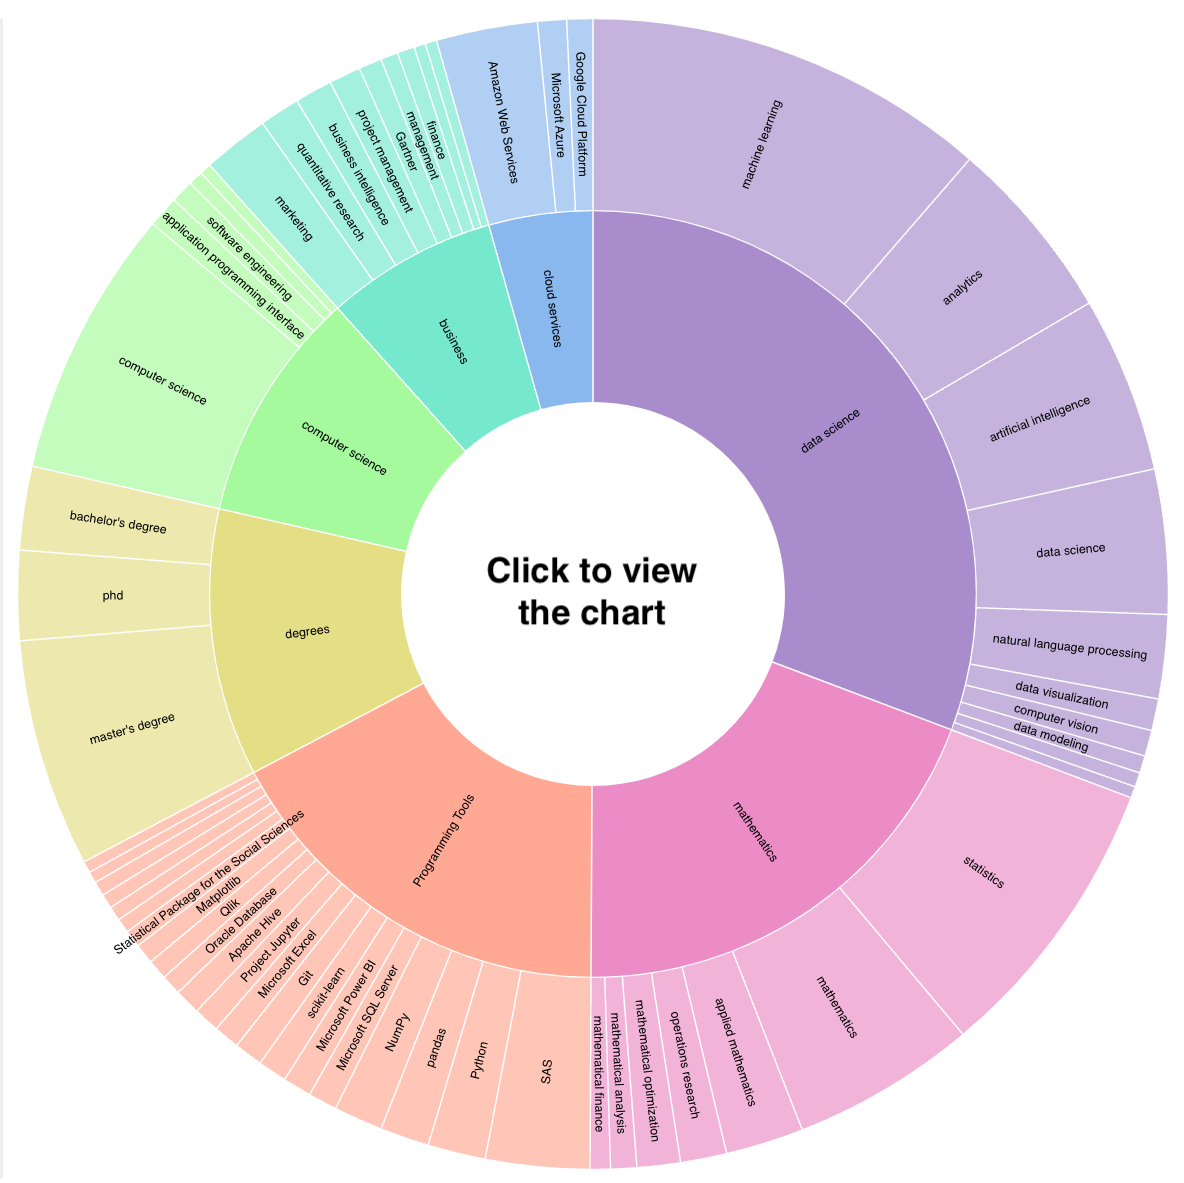 Click to view
the chart
data science
machine learning
analytics
artificial intelligence
data science
natural language processing
data visualization
computer vision
data modeling
mathematics
statistics
mathematics
applied mathematics
operations research
mathematical optimization
mathematical analysis
mathematical finance
Programming Tools
SAS
Python
pandas
NumPy
Microsoft SQL Server
Microsoft Power BI
scikit-learn
Git
Microsoft Excel
Project Jupyter
Apache Hive
Oracle Database
Qlik
Matplotlib
Statistical Package for the Social Sciences
degrees
master's degree
phd
bachelor's degree
computer science
computer science
application programming interface
software engineering
business
marketing
quantitative research
business intelligence
project management
Gartner
management
finance
cloud services
Amazon Web Services
Microsoft Azure
Google Cloud Platform